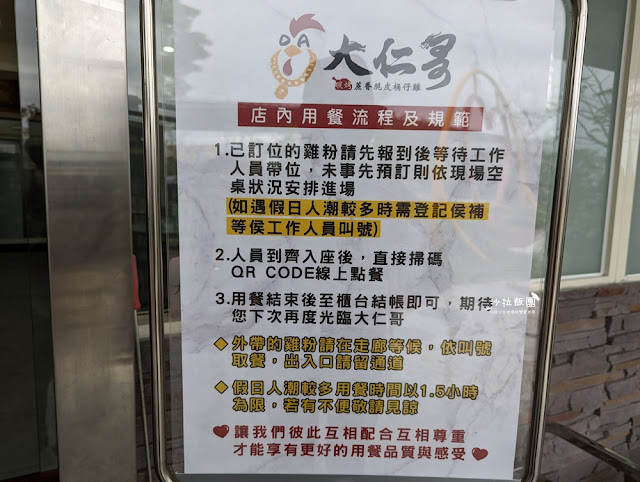 大仁哥
蒸醬脆皮桶仔雞
店內用餐流程及規範
1.已訂位的雞粉請先報到後等待工作
人員帶位，未事先預訂則依現場空
桌狀況安排進場
(如遇假日人潮較多時需登記侯補
等侯工作人員叫號)
2.人員到齊入座後，直接掃碼
QR CODE線上點餐
3.用餐結束後至櫃台結帳即可，期待
您下次再度光臨大仁哥
外帶的雞粉請在走廊等候，依叫號
取餐，出入口請留通道
假日人潮較多用餐時間以1.5小時
為限，若有不便敬請見諒
讓我們彼此互相配合互相尊重
才能享有更好的用餐品質與感受
沙拉飯團